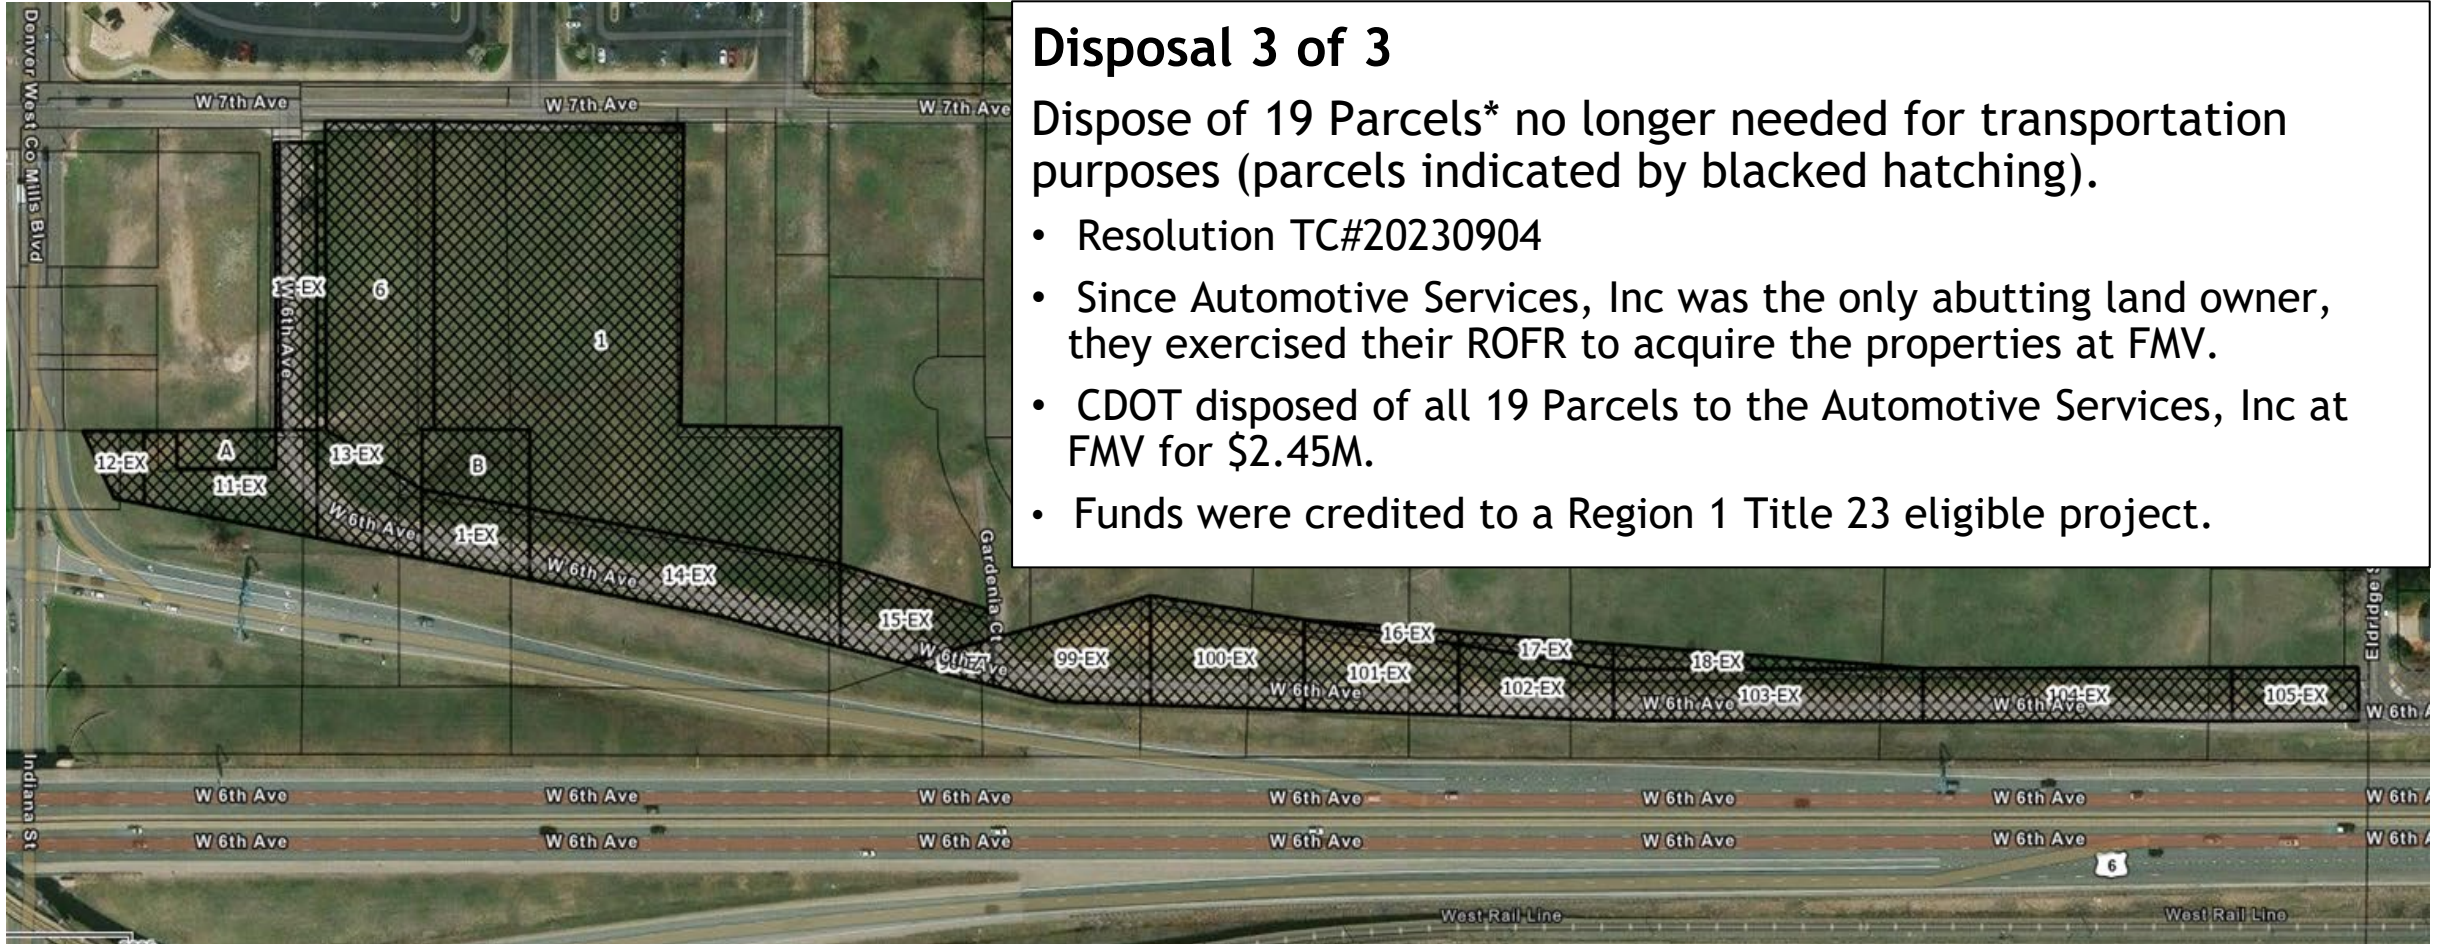 Disposal 3 of 3
Dispose of 19 Parcels* no longer needed for transportation
purposes (parcels indicated by blacked hatching).
• Resolution TC#20230904
• Since Automotive Services, Inc was the only abutting land owner,
they exercised their ROFR to acquire the properties at FMV.
• CDOT disposed of all 19 Parcels to the Automotive Services, Inc at
FMV for $2.45M.
• Funds were credited to a Region 1 Title 23 eligible project.
Denver West Co Mills Blvd
W 7th Ave
W 7th Ave
W 7th Ave
6
W 6th Ave
1
12-EX
A
11-EX
13-EX
B
W 6th Ave
1-EX
W 6th Ave
14-EX
Gardenia Ct
15-EX
W 6th Ave
99-EX
100-EX
16-EX
101-EX
W 6th Ave
17-EX
102-EX
18-EX
W 6th Ave
103-EX
W 6th Ave
104-EX
105-EX
Eldridge
W 6th
Indiana St
W 6th Ave
W 6th Ave
W 6th Ave
W 6th Ave
W 6th Ave
W 6th Ave
W 6th
W 6th Ave
W 6th Ave
W 6th Ave
W 6th Ave
W 6th Ave
W 6th Ave
W 6th
6
West Rail Line
West Rail Line